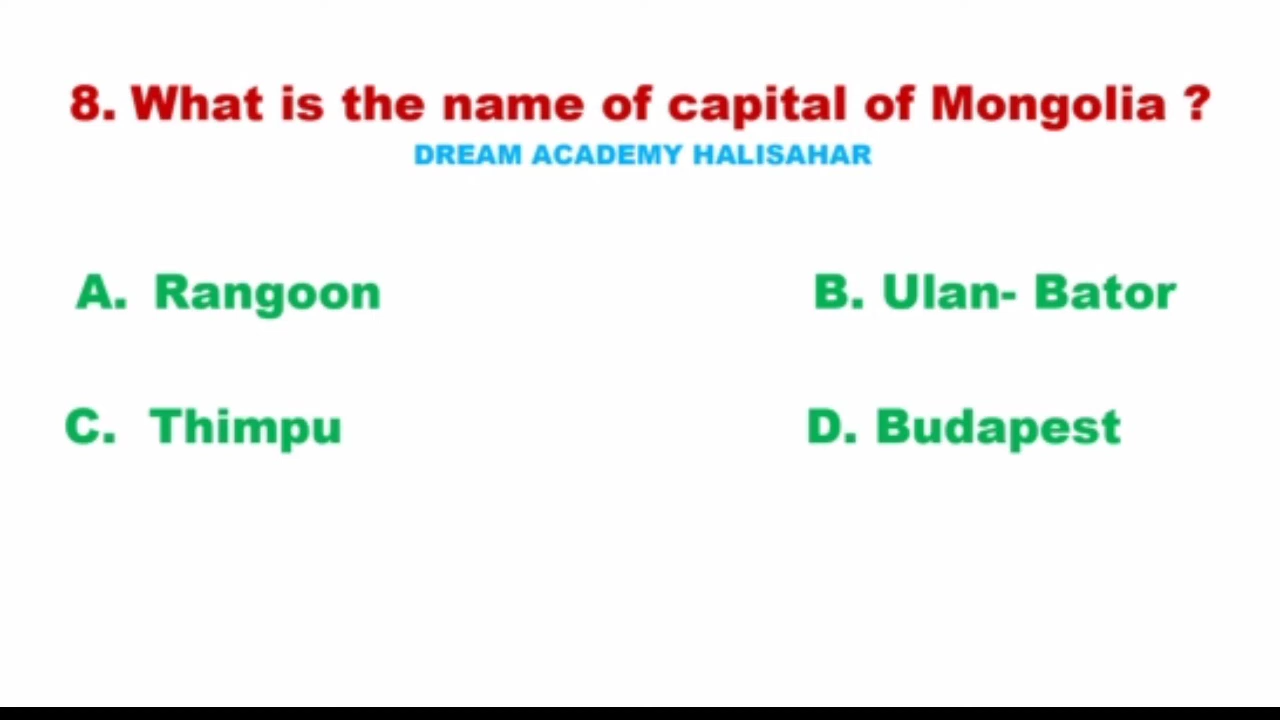 8. What is the name of capital of Mongolia ?
DREAM ACADEMY HALISAHAR
A. Rangoon
B. Ulan- Bator
C. Thimpu
D. Budapest